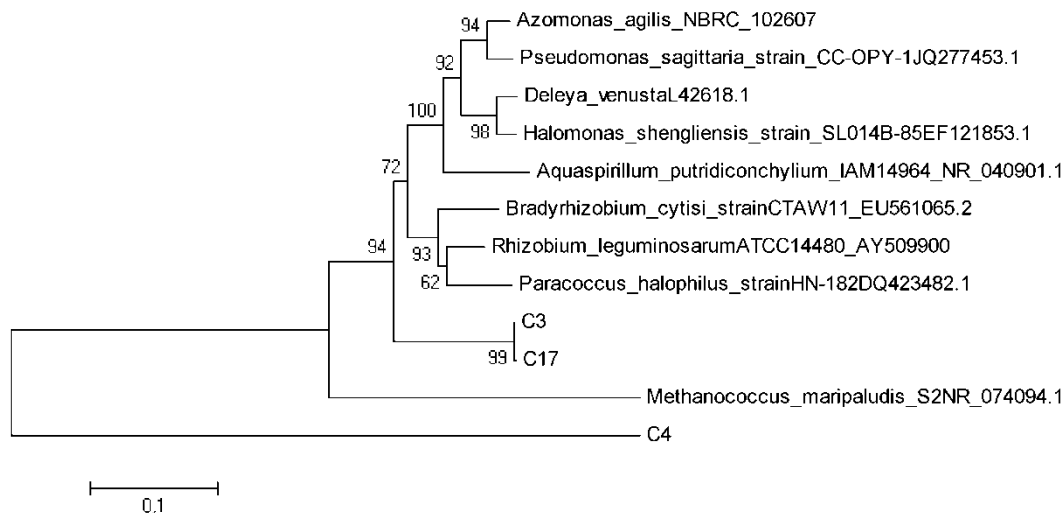 Azomonas_agilis_NBRC_102607
94
Pseudomonas_sagittaria_strain_CC-OPY-1JQ277453.1
92
Deleya_venustaL42618.1
100
98
Halomonas_shengliensis_strain_SL014B-85EF121853.1
72
Aquaspirillum_putridiconchylium_IAM14964_NR_040901.1
Bradyrhizobium_cytisi_strainCTAW11_EU561065.2
94
93
Rhizobium_leguminosarumATCC14480_AY509900
62
Paracoccus_halophilus_strainHN-182DQ423482.1
C3
99
C17
Methanococcus_maripaludis_S2NR_074094.1
C4
0.1